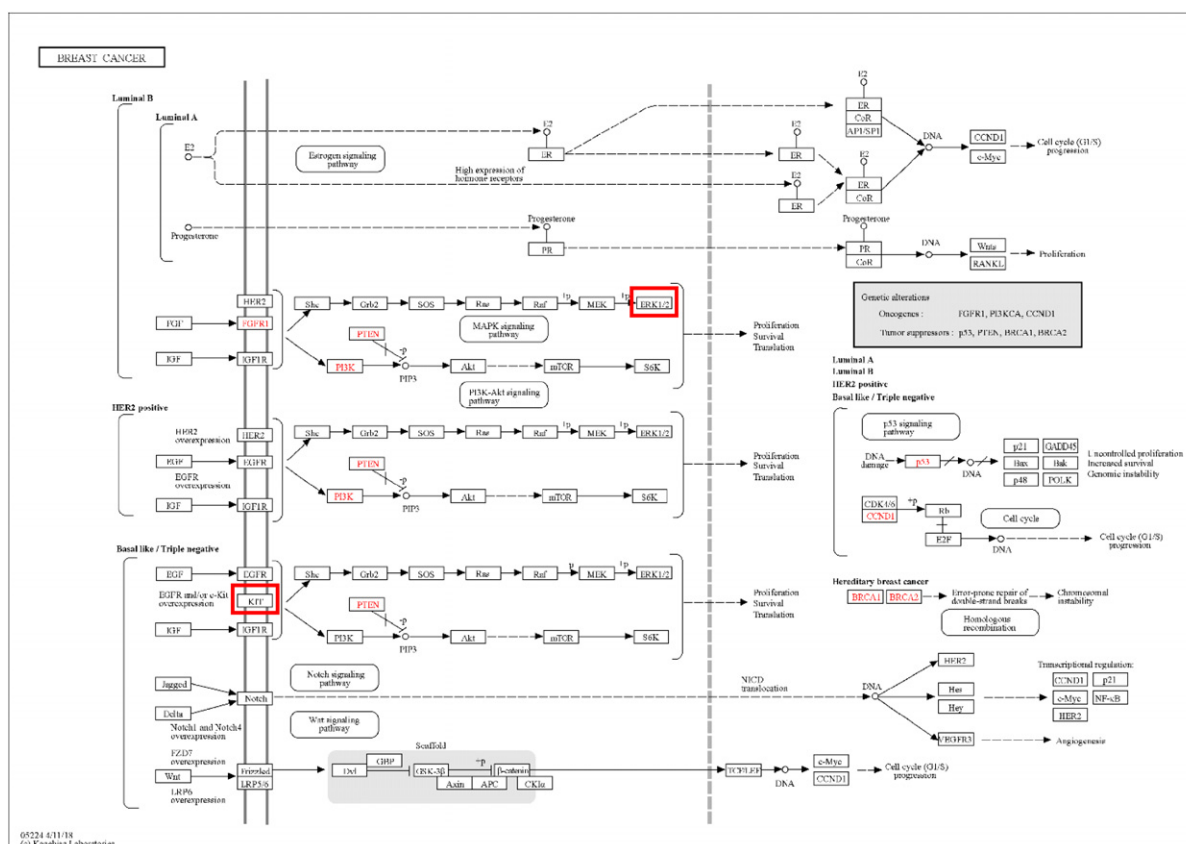 BREAST CANCER
Luminal B
Luminal A
E2
Estrogen signaling
pathway
High expression of
hormone receptors
E2
ER
E2
ER
E2
ER
E2
ER
CoR
AP1/SP1
E2
ER
CoR
DNA
CCND1
c-Myc
Cell cycle (G1/S)
progression
Progesterone
Progesterone
PR
Progesterone
PR
CoR
DNA
Wnts
RANKL
Proliferation
HER2
FGF
FGFR1
IGF
IGF1R
Shc
Grb2
SOS
Ras
Raf
+p
MEK
+p
ERK1/2
MAPK signaling
pathway
PTEN
-p
PI3K
PIP3
Akt
mTOR
S6K
PI3K-Akt signaling
pathway
Proliferation
Survival
Translation
Genetic alterations
Oncogenes : FGFR1, PI3KCA, CCND1
Tumor suppressors : p53, PTEN, BRCA1, BRCA2
HER2 positive
HER2
overexpression
HER2
EGF
EGFR
EGFR
overexpression
IGF
IGF1R
Shc
Grb2
SOS
Ras
Raf
+p
MEK
+p
ERK1/2
PTEN
-p
PI3K
PIP3
Akt
mTOR
S6K
Proliferation
Survival
Translation
Luminal A
Luminal B
HER2 positive
Basal like / Triple negative
p53 signaling
pathway
DNA
damage
p53
DNA
p21
GADD45
Bax
Bak
p48
POLK
Uncontrolled proliferation
Increased survival
Genomic instability
CDK4/6
CCND1
+p
Rb
E2F
DNA
Cell cycle
Cell cycle (G1/S)
progression
Basal like / Triple negative
EGF
EGFR
EGFR and/or c-Kit
overexpression
KIT
IGF
IGF1R
Shc
Grb2
SOS
Ras
Raf
p
MEK
+p
ERK1/2
PTEN
-p
PI3K
PIP3
Akt
mTOR
S6K
Proliferation
Survival
Translation
Hereditary breast cancer
BRCA1
BRCA2
Error-prone repair of
double-strand breaks
Chromosomal
instability
Homologous
recombination
Jagged
Delta
Notch
Notch1 and Notch4
overexpression
Notch signaling
pathway
NICD
translocation
DNA
HER2
Hes
Hey
VEGFR3
Transcriptional regulation:
CCND1
p21
c-Myc
NF-κB
HER2
Angiogenesis
Wnt signaling
pathway
FZD7
overexpression
Wnt
LRP6
overexpression
Frizzled
LRP5/6
Scaffold
Dvl
GBP
GSK-3β
+p
β-catenin
Axin
APC
CKIα
TCF/LEF
DNA
c-Myc
CCND1
Cell cycle (G1/S)
progression
05224 4/11/18
(c) Kanehisa Laboratories